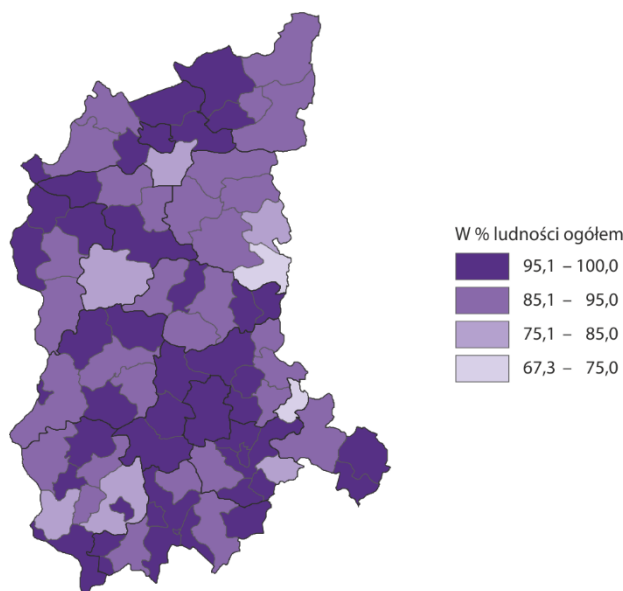 W % ludności ogółem
95,1 – 100,0
85,1 – 95,0
75,1 – 85,0
67,3 – 75,0